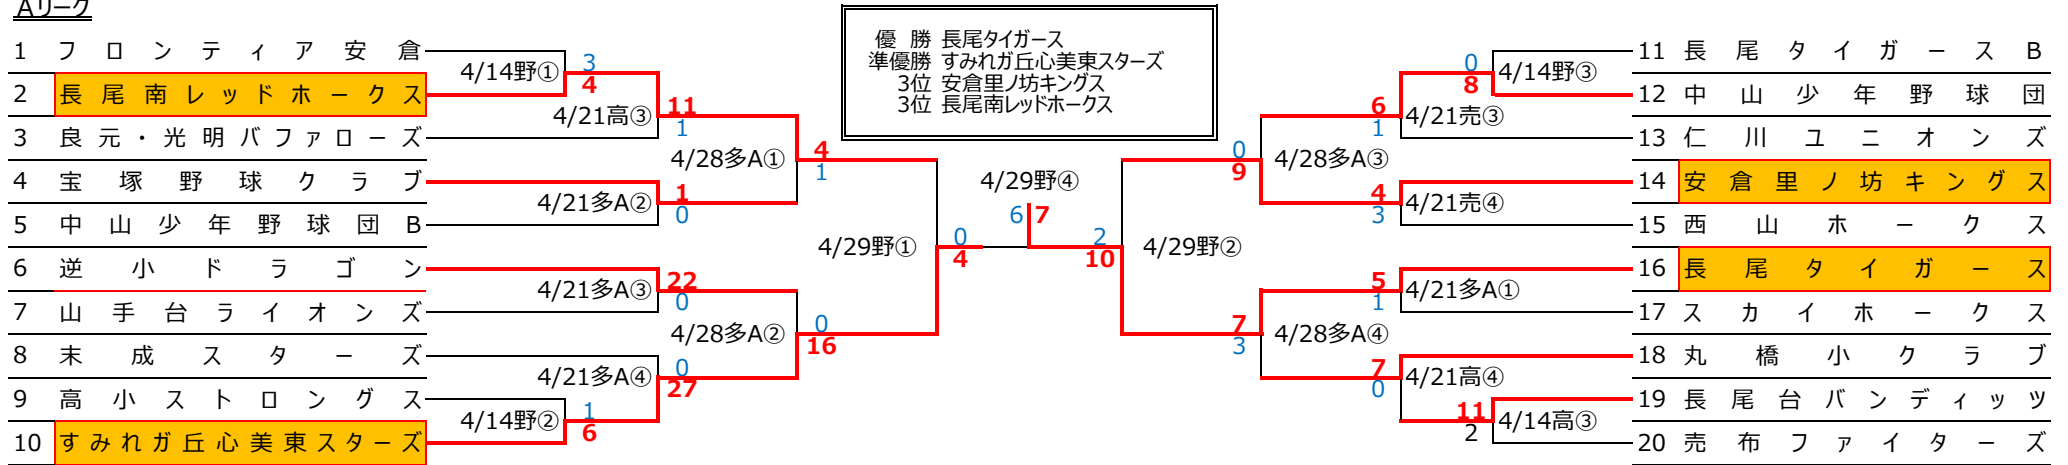 Aリーグ
優勝 長尾タイガース
準優勝 すみれガ丘心美東スターズ
3位 安倉里ノ坊キングス
3位 長尾南レッドホークス
1 フロンティア安倉
2 長尾南レッドホークス
3 良元・光明バファローズ
4 宝塚野球クラブ
5 中山少年野球団B
6 逆小ドラゴン
7 山手台ライオンズ
8 末成スターズ
9 高小ストロングス
10 すみれガ丘心美東スターズ
4/14野①
3
4
4/21高③
11
1
4/28多A①
4
1
4/21多A②
1
0
4/29野①
0
4
4/21多A③
22
0
4/28多A②
0
16
4/21多A④
0
27
4/14野②
1
6
4/29野④
6 7
11 長尾タイガースB
12 中山少年野球団
13 仁川ユニオンズ
14 安倉里ノ坊キングス
15 西山ホークス
16 長尾タイガース
17 スカイホークス
18 丸橋小クラブ
19 長尾台バンディッツ
20 売布ファイターズ
0
8
4/14野③
6
1
4/21売③
0
9
4/28多A③
4
3
4/21売④
2
10
4/29野②
5
1
4/21多A①
7
3
4/28多A④
7
0
4/21高④
11
2
4/14高③